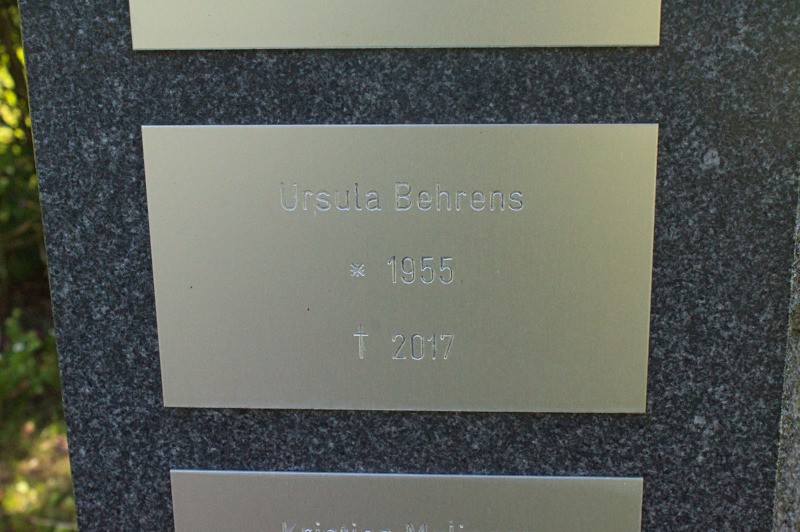 Ursula Behrens
* 1955
† 2017